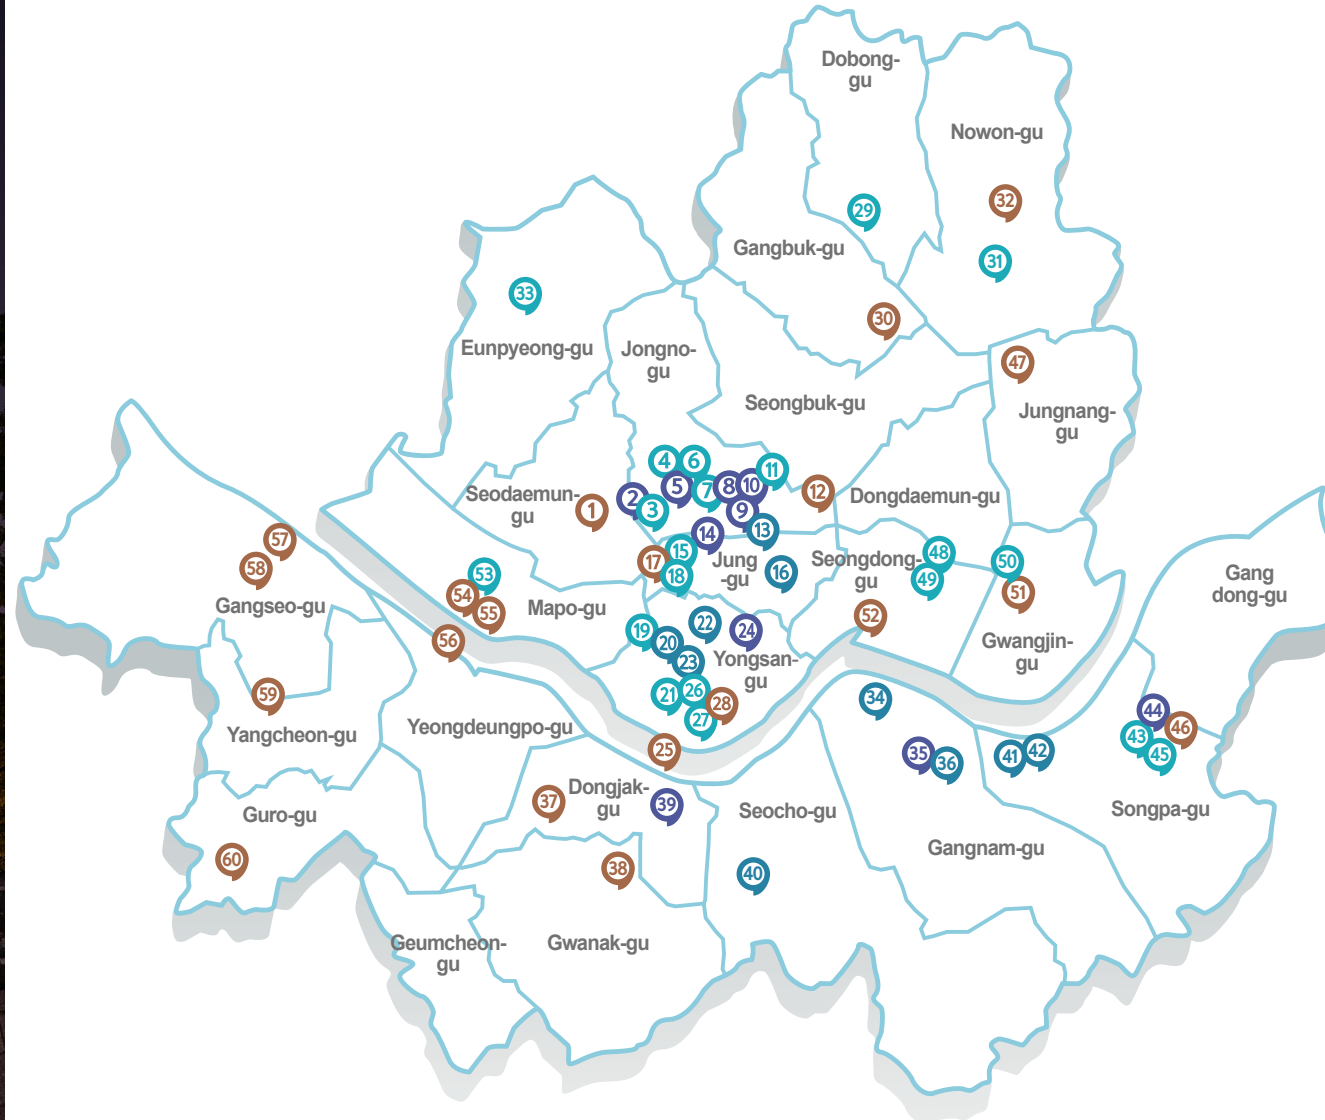 Dobong-
gu
Nowon-gu
32
29
Gangbuk-gu
31
33
30
Eunpyeong-gu
Jongno-
gu
47
Seongbuk-gu
Jungnang-
gu
4
6
11
Seodaemun-
gu
1
2
3
5
7
8
10
9
12
Dongdaemun-gu
13
14
15
17
18
Jung
-gu
16
Seongdong-
gu
48
49
50
51
57
58
Gangseo-gu
53
54
55
Mapo-gu
56
52
Gwangjin-
gu
Gang
dong-gu
19
20
22
24
23
Yongsan-
gu
21
26
28
27
25
59
Yangcheon-gu
Yeongdeungpo-gu
34
35
36
41
42
44
43
46
45
Songpa-gu
37
Dongjak-
gu
39
Seocho-gu
Guro-gu
60
38
40
Gangnam-gu
Geumcheon-
gu
Gwanak-gu